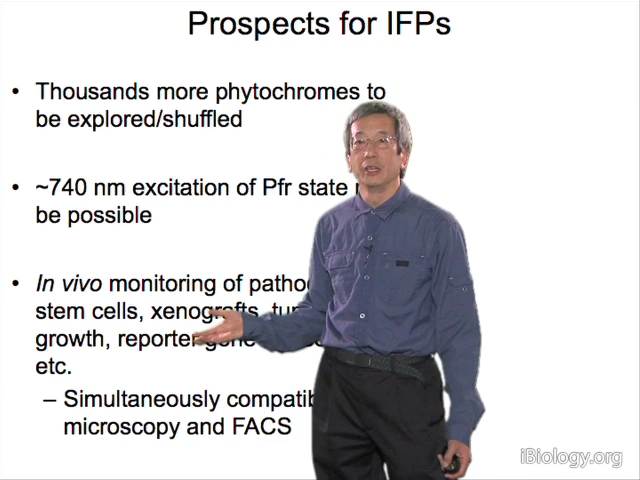 Prospects for IFPs
• Thousands more phytochromes to
be explored/shuffled
• ~740 nm excitation of Pfr state
be possible
• In vivo monitoring of
stem cells, xenografts,
growth, reporter
etc.
– Simultaneously
microscopy and FACS
iBiology.org